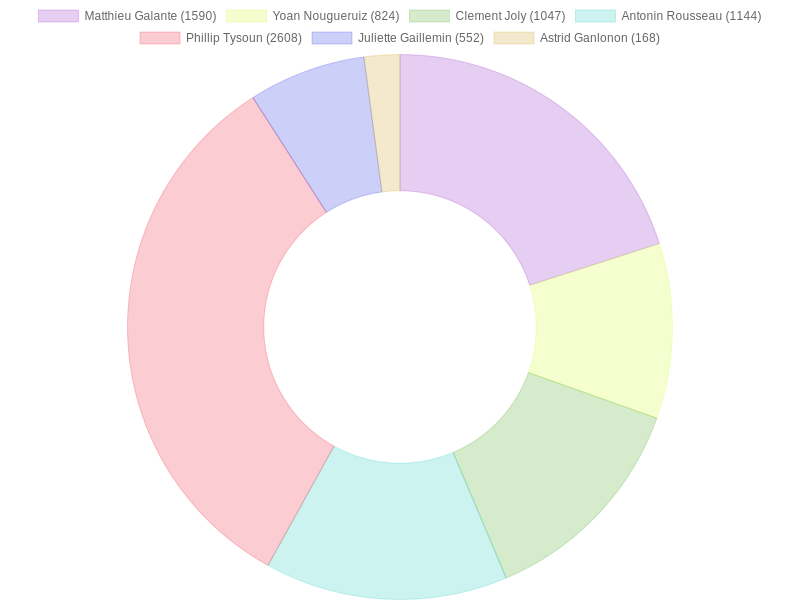 Matthieu Galante (1590) Yoan Nougueruiz (824) Clement Joly (1047) Antonin Rousseau (1144)
Phillip Tysoun (2608) Juliette Gaillemin (552) Astrid Ganlonon (168)